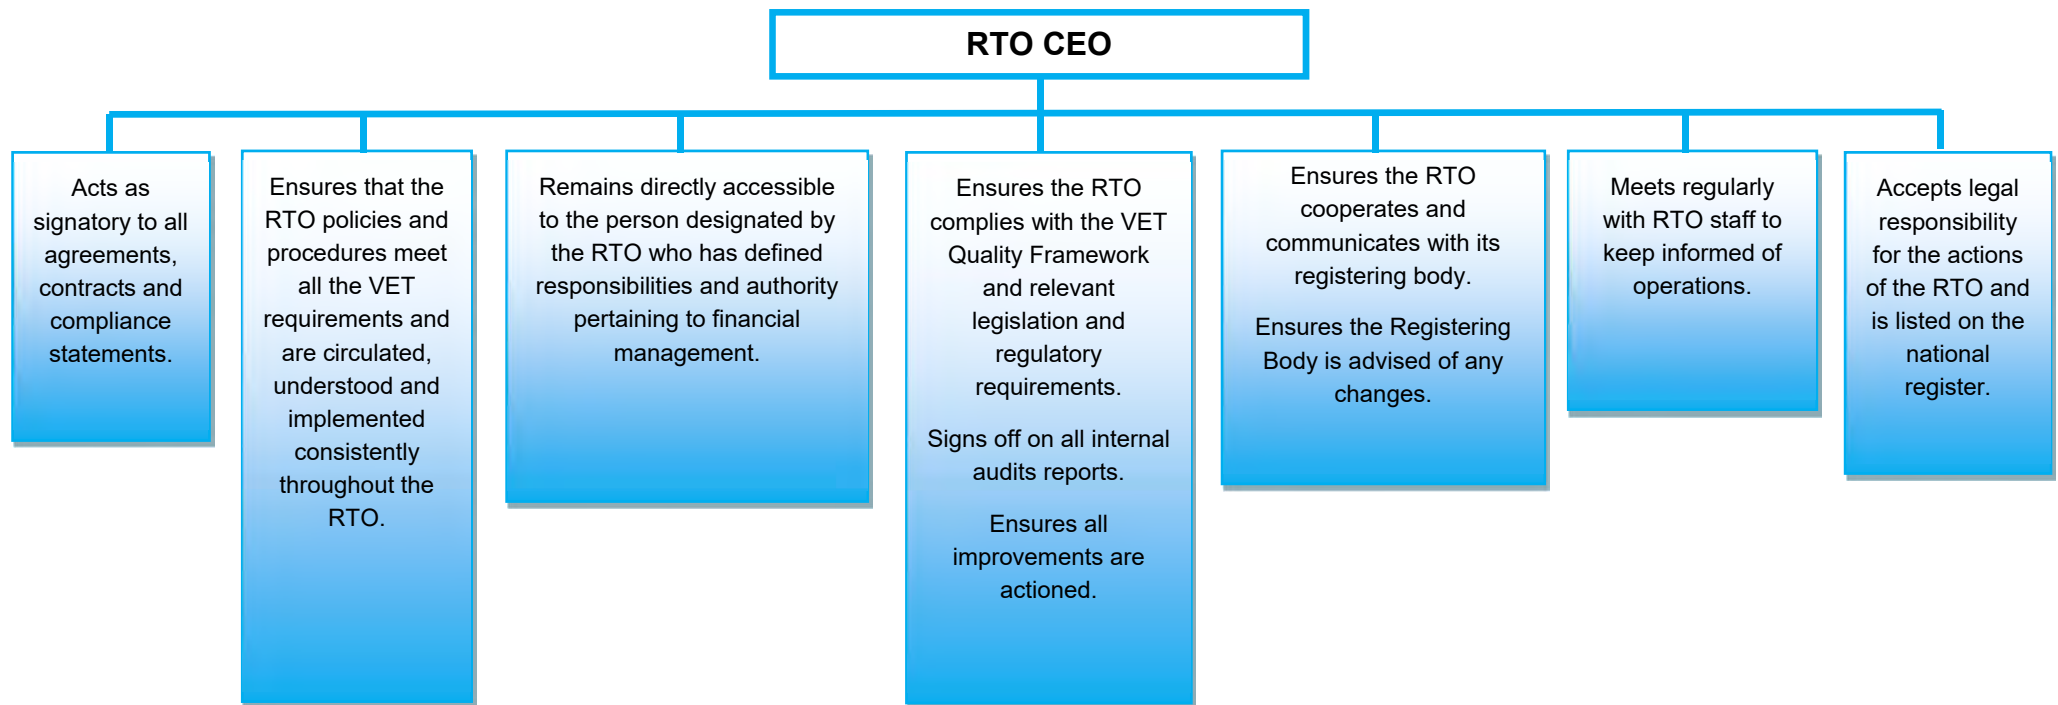 RTO CEO
Acts as
signatory to all
agreements,
contracts and
compliance
statements.
Ensures that the
RTO policies and
procedures meet
all the VET
requirements and
are circulated,
understood and
implemented
consistently
throughout the
RTO.
Remains directly accessible
to the person designated by
the RTO who has defined
responsibilities and authority
pertaining to financial
management.
Ensures the RTO
complies with the VET
Quality Framework
and relevant
legislation and
regulatory
requirements.
Signs off on all internal
audits reports.
Ensures all
improvements are
actioned.
Ensures the RTO
cooperates and
communicates with its
registering body.
Ensures the Registering
Body is advised of any
changes.
Meets regularly
with RTO staff to
keep informed of
operations.
Accepts legal
responsibility
for the actions
of the RTO and
is listed on the
national
register.